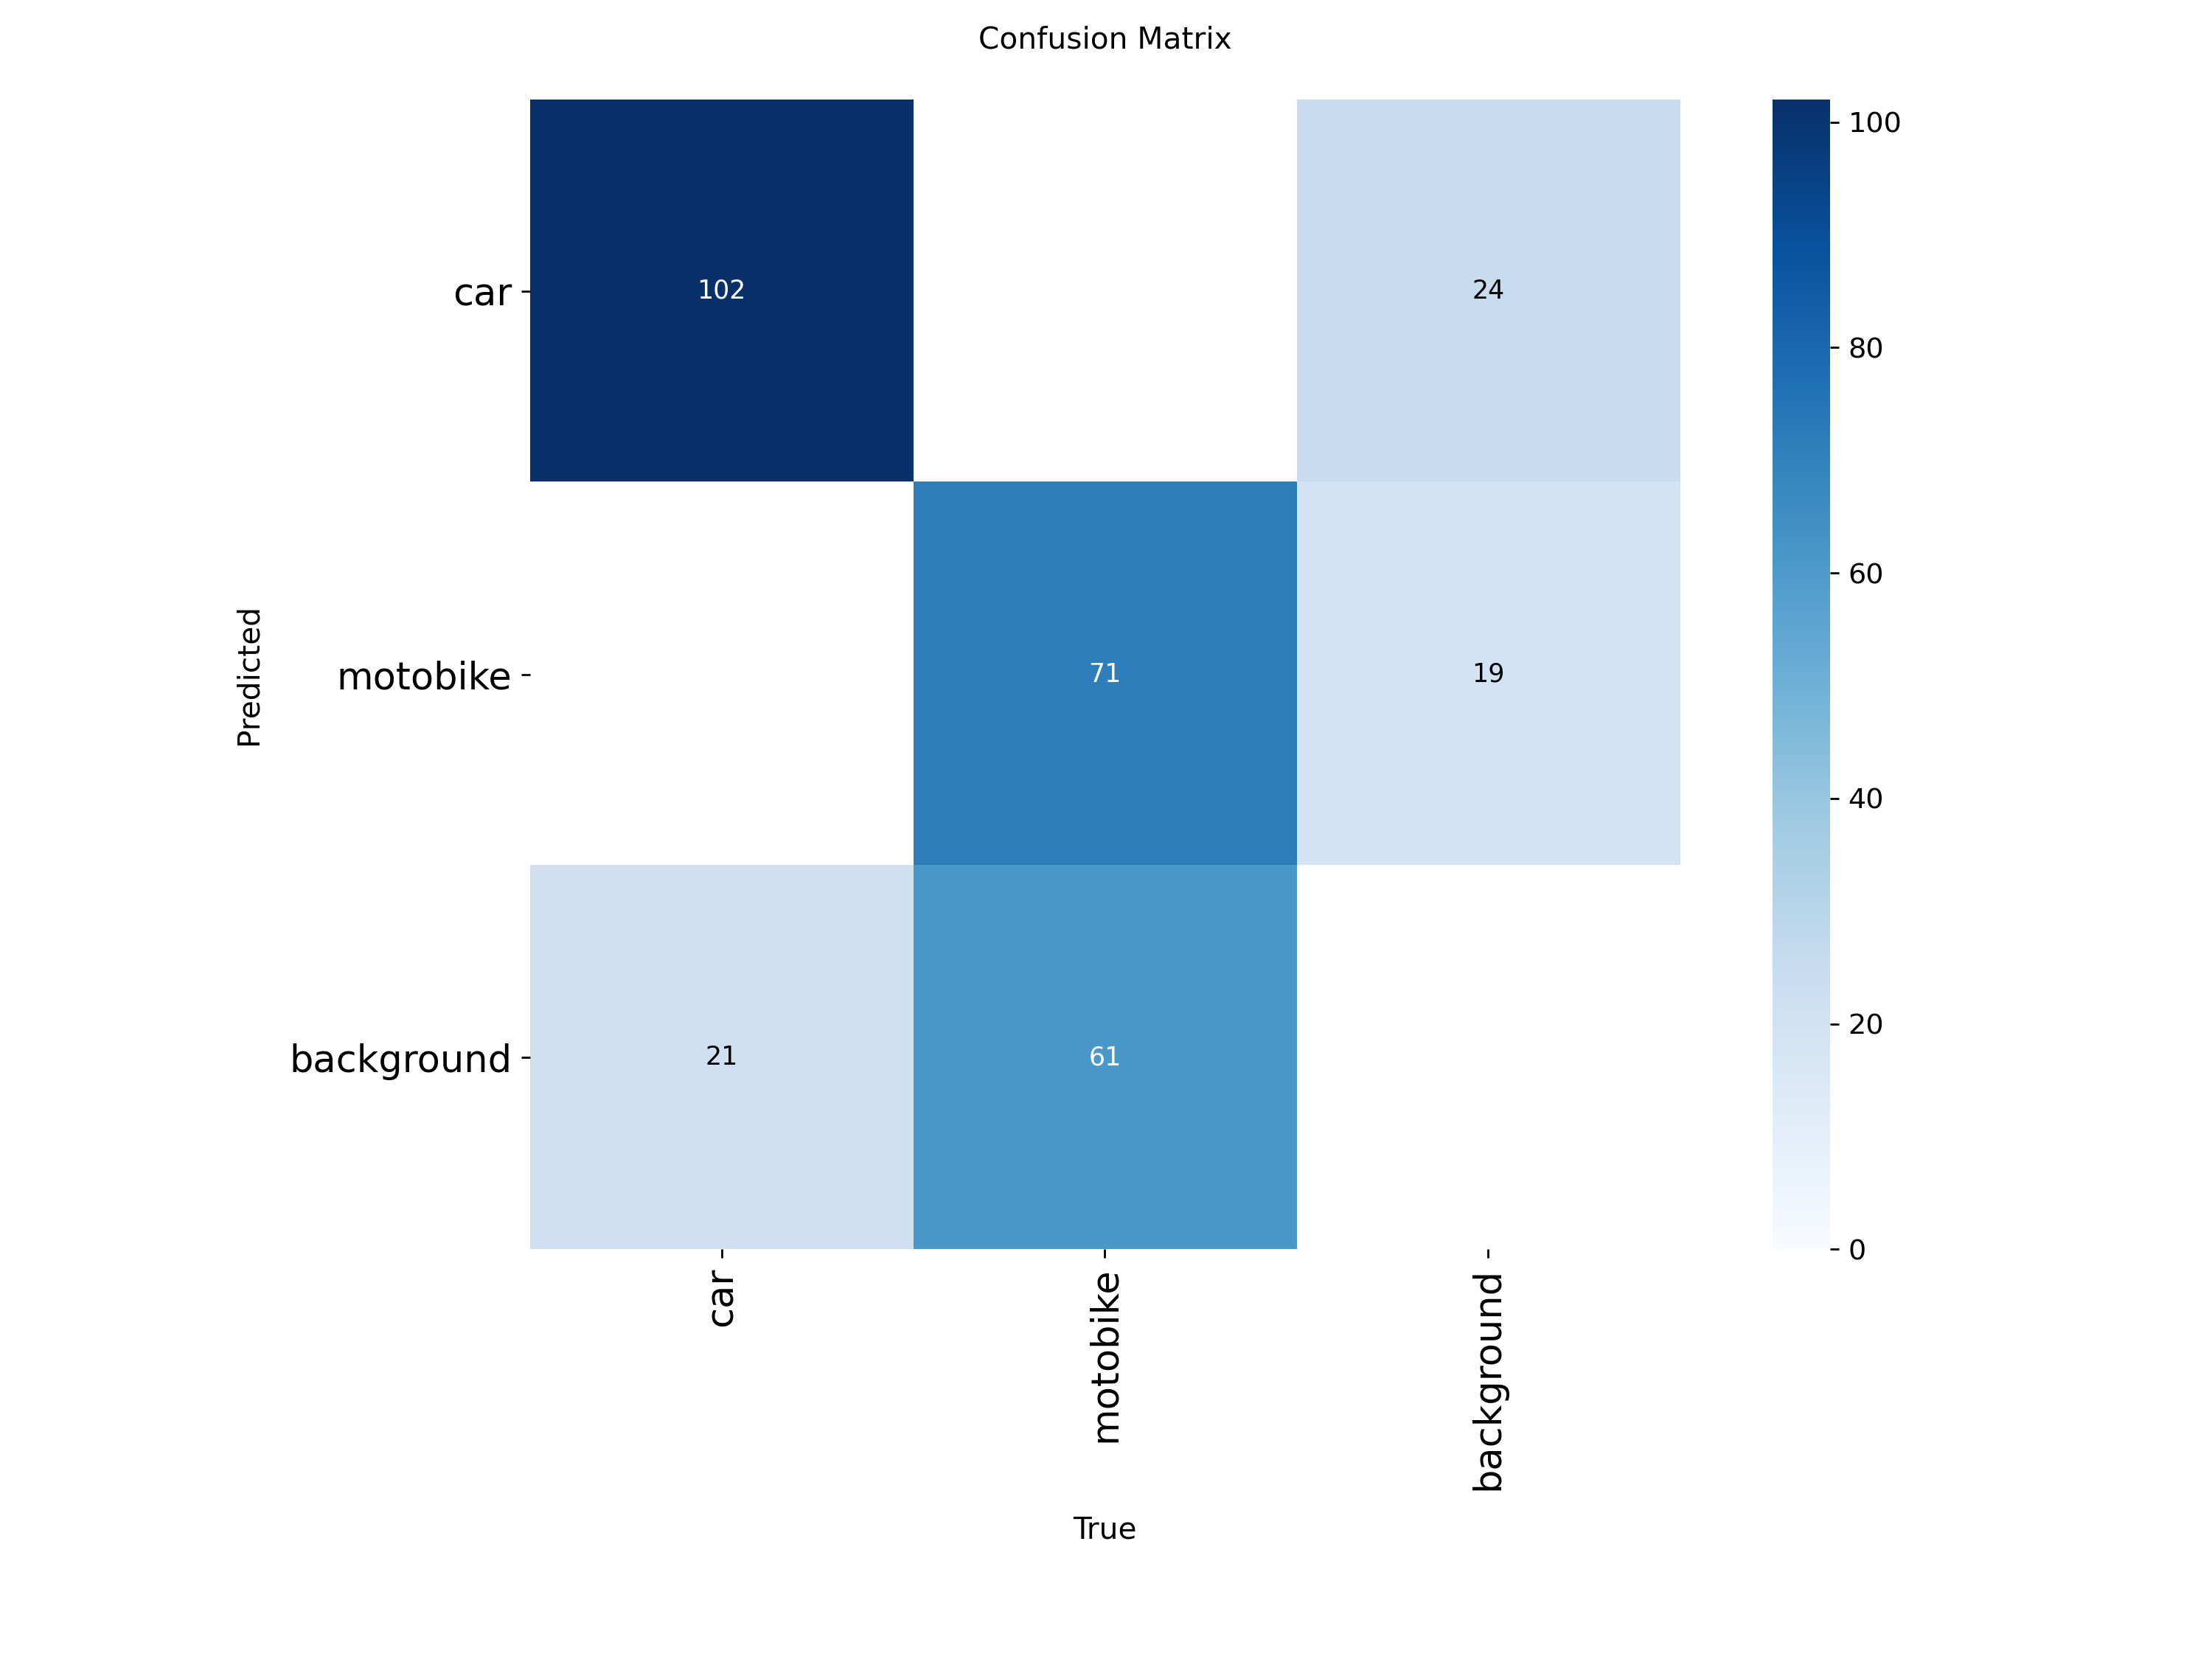 Confusion Matrix
car
102
24
100
80
Predicted
motobike
71
19
60
40
background
21
61
20
0
car
motobike
background
True